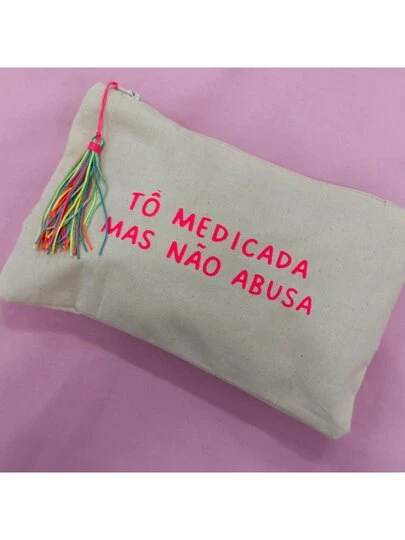 TÔ MEDICADA
MAS NÃO ABUSA